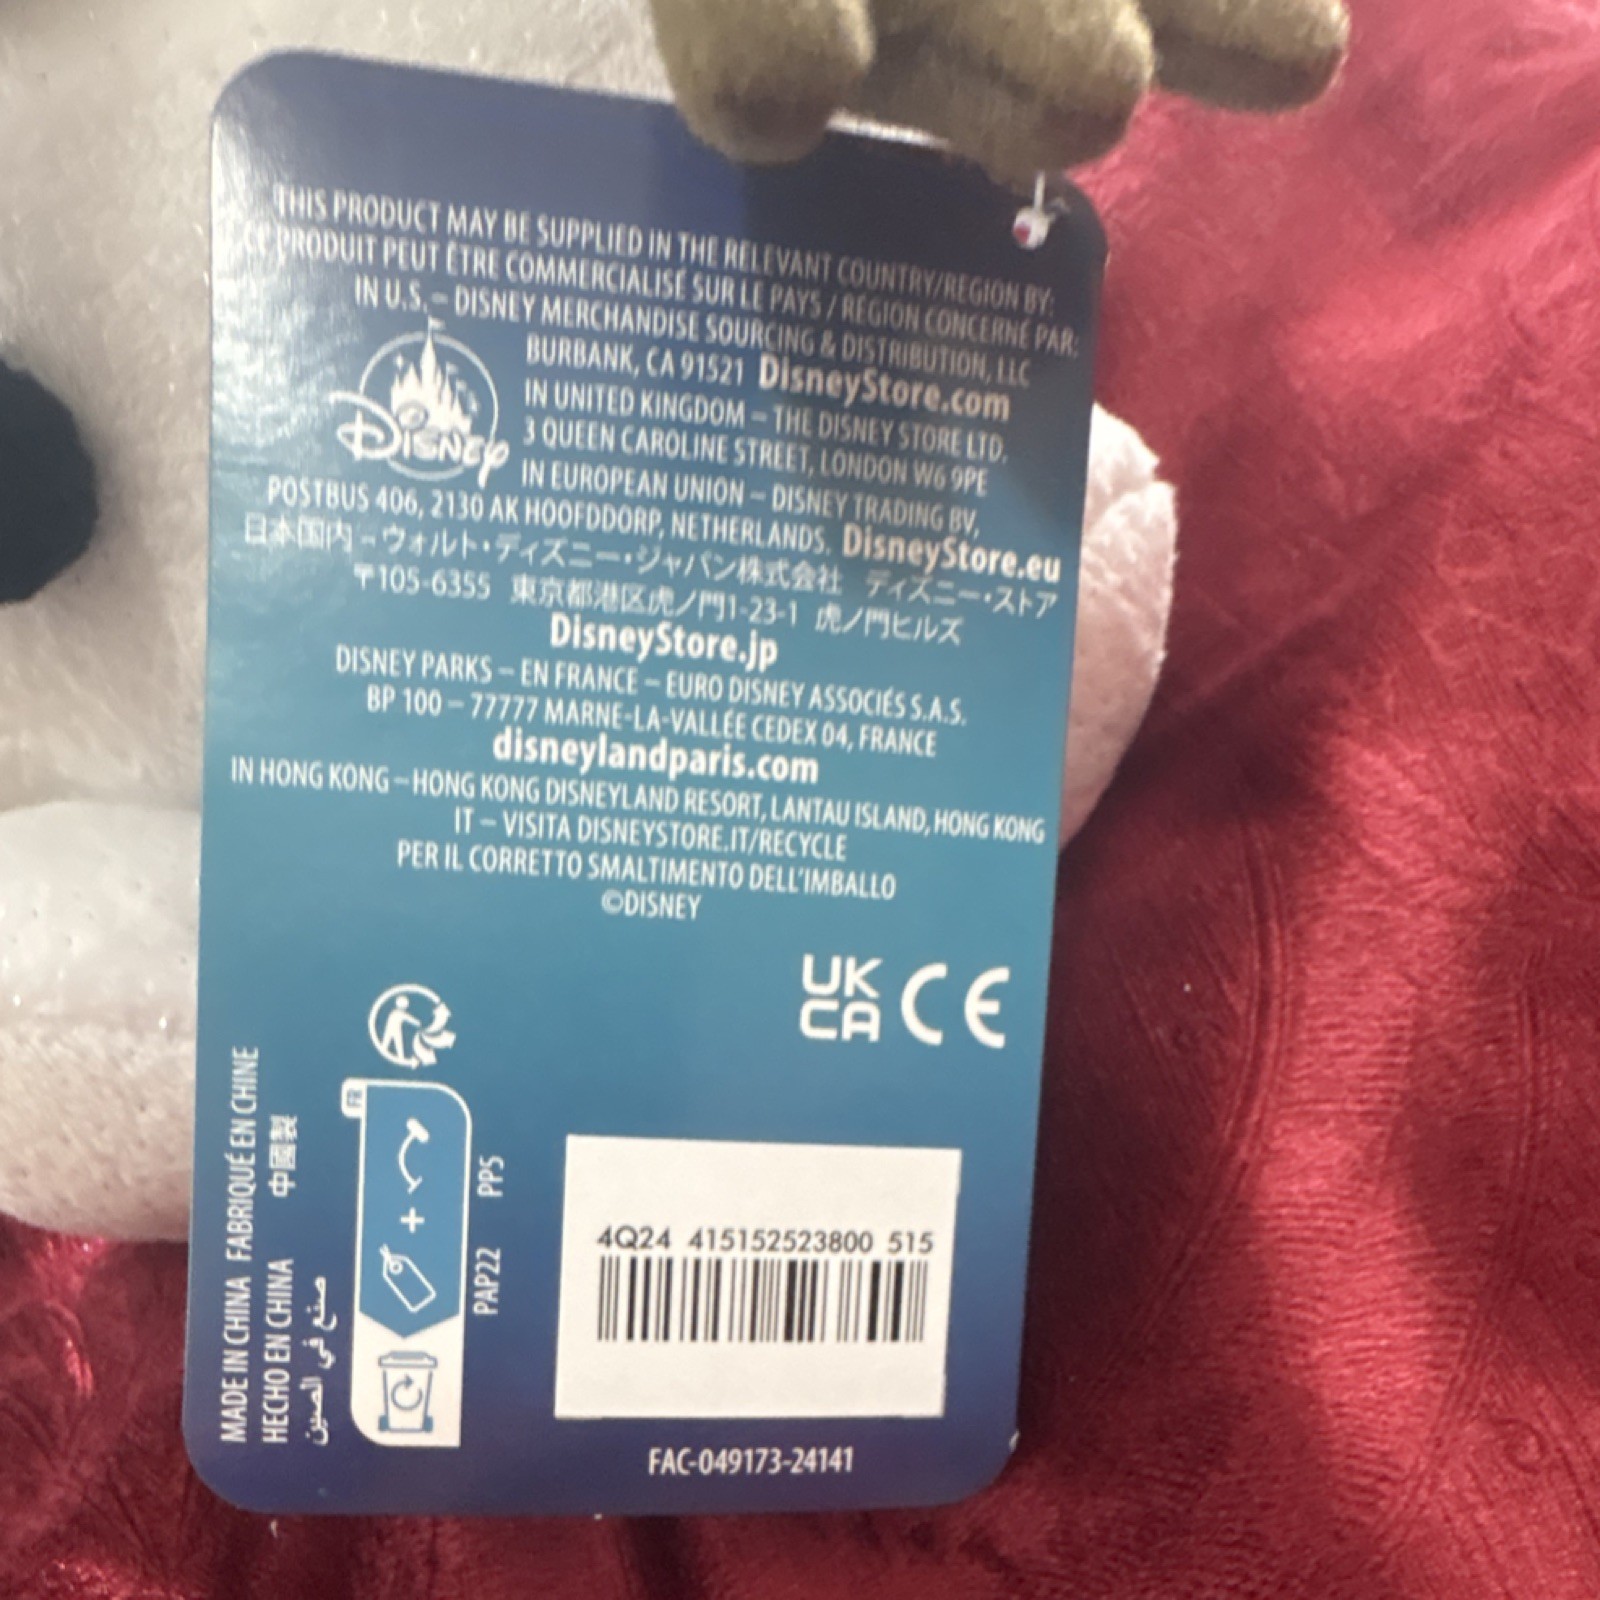 THIS PRODUCT MAY BE SUPPLIED IN THE RELEVANT COUNTRY/REGION BY:
CE PRODUIT PEUT ÊTRE COMMERCIALISÉ SUR LE PAYS / RÉGION CONCERNÉ PAR:
IN U.S. – DISNEY MERCHANDISE SOURCING & DISTRIBUTION, LLC
BURBANK, CA 91521 DisneyStore.com
IN UNITED KINGDOM – THE DISNEY STORE LTD.
3 QUEEN CAROLINE STREET, LONDON W6 9PE
IN EUROPEAN UNION – DISNEY TRADING BV,
Disney
POSTBUS 406, 2130 AK HOOFDDORP, NETHERLANDS. DisneyStore.eu
日本国内 – ウォルト・ディズニー・ジャパン株式会社 ディズニー・ストア
〒105-6355 東京都港区虎ノ門1-23-1 虎ノ門ヒルズ
DisneyStore.jp
DISNEY PARKS – EN FRANCE – EURO DISNEY ASSOCIÉS S.A.S.
BP 100 – 77777 MARNE-LA-VALLÉE CEDEX 04, FRANCE
disneylandparis.com
IN HONG KONG – HONG KONG DISNEYLAND RESORT, LANTAU ISLAND, HONG KONG
IT – VISITA DISNEYSTORE.IT/RECYCLE
PER IL CORRETTO SMALTIMENTO DELL'IMBALLO
©DISNEY
UK
CA CE
MADE IN CHINA FABRIQUÉ EN CHINE
HECHO EN CHINA 中國製
صنع في الصين
FR
+
PAP22 PP5
4Q24 415152523800 515
FAC-049173-24141